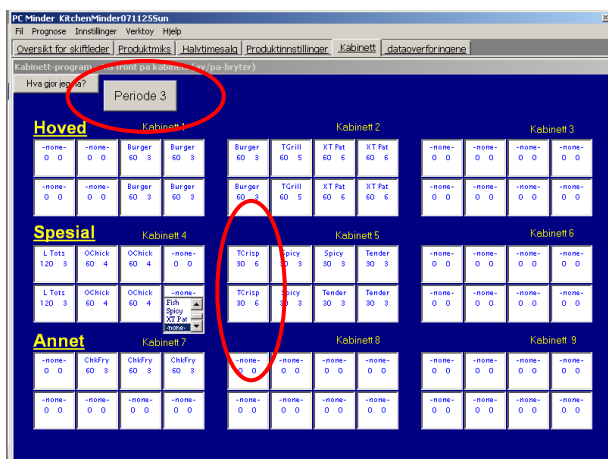 PC Minder KitchenMinder071125Sun
Fil Prognose Innstillinger Verktoy Hjelp
Oversikt for skiftleder Produktmiks Halvtimesalg Produktinnstillinger Kabinett dataoverforingene
Kabinett-program front pa kabinett av/pa-bryter)
Hva gjor jeg na?
Periode 3
Hoved Kabinett 1 Kabinett 2 Kabinett 3
-none- -none- Burger Burger Burger TGrill XT Pat XT Pat -none- -none- -none- -none-
0 0 0 0 60 3 60 3 60 3 60 5 60 6 60 6 0 0 0 0 0 0 0 0
-none- -none- Burger Burger Burger TGrill XT Pat XT Pat -none- -none- -none- -none-
0 0 0 0 60 3 60 3 60 3 60 5 60 6 60 6 0 0 0 0 0 0 0 0
Spesial Kabinett 4 Kabinett 5 Kabinett 6
L Tots OChick OChick -none- TCrisp Spicy Spicy Tender -none- -none- -none- -none-
120 3 60 4 60 4 0 0 30 6 30 3 30 3 30 3 0 0 0 0 0 0 0 0
L Tots OChick OChick -none- TCrisp Spicy Tender Tender -none- -none- -none- -none-
120 3 60 4 60 4 30 6 30 3 30 3 30 3 0 0 0 0 0 0 0 0
Fish
Spicy
XT Pat
-none-
Annet Kabinett 7 Kabinett 8 Kabinett 9
-none- ChkFry ChkFry ChkFry -none- -none- -none- -none- -none- -none- -none- -none-
0 0 60 3 60 3 60 3 0 0 0 0 0 0 0 0 0 0 0 0 0 0 0 0
-none- -none- -none- -none- -none- -none- -none- -none- -none- -none- -none- -none-
0 0 0 0 0 0 0 0 0 0 0 0 0 0 0 0 0 0 0 0 0 0 0 0